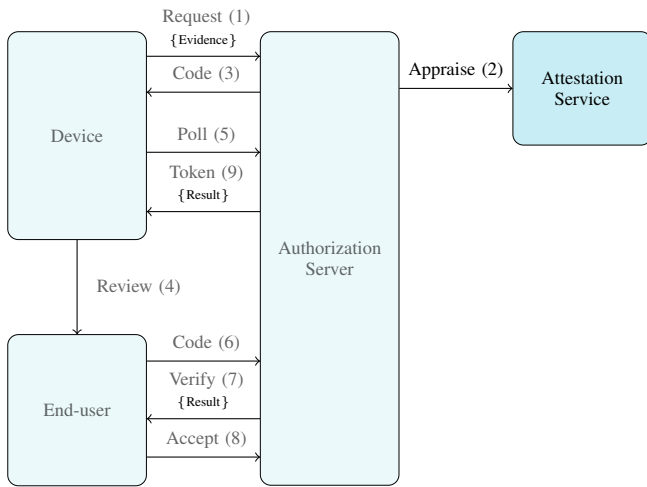 Request (1)
{Evidence}
Code (3)
Appraise (2)
Attestation
Service
Device
Poll (5)
Token (9)
{Result}
Authorization
Server
Review (4)
Code (6)
Verify (7)
{Result}
End-user
Accept (8)